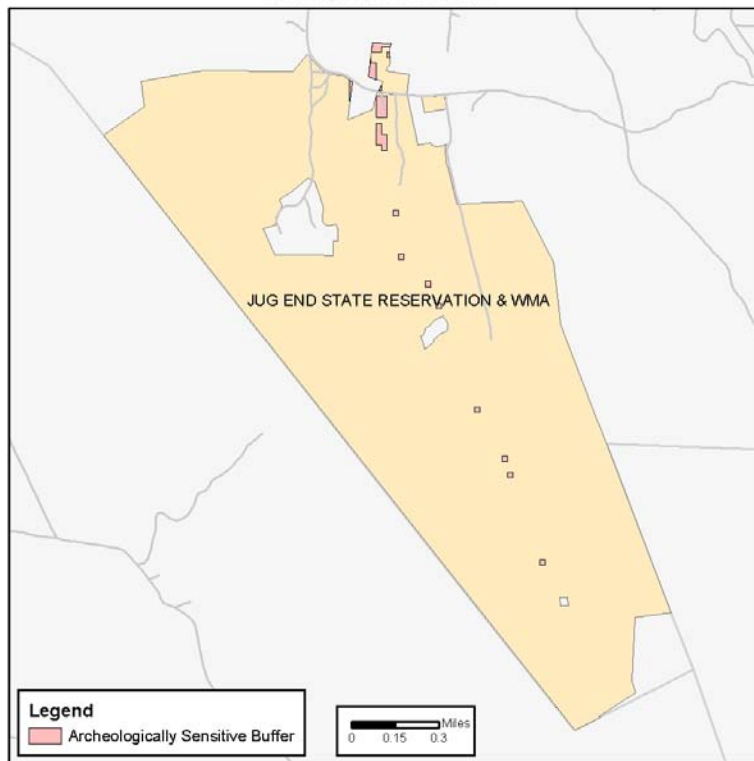 JUG END STATE RESERVATION & WMA
Legend
Archeologically Sensitive Buffer
Miles
0 0.15 0.3